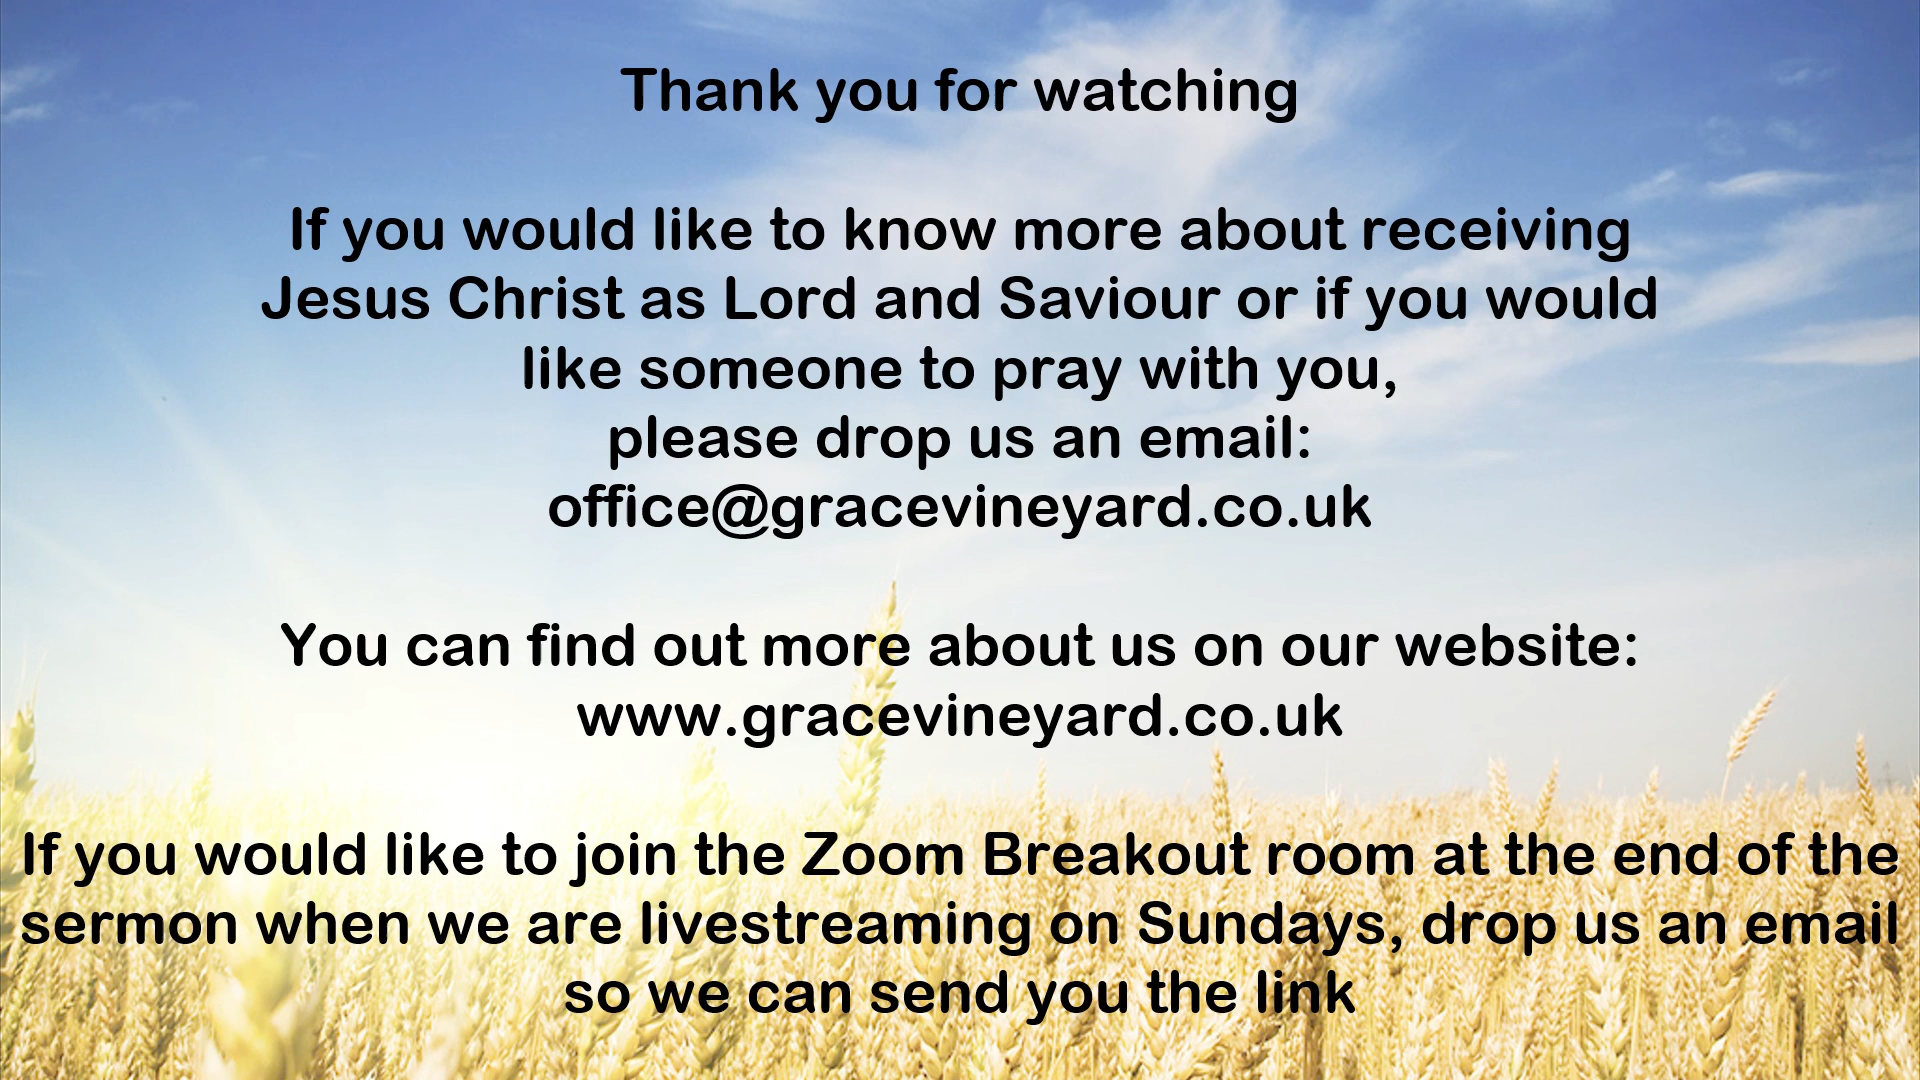 Thank you for watching
If you would like to know more about receiving
Jesus Christ as Lord and Saviour or if you would
like someone to pray with you,
please drop us an email:
office@gracevineyard.co.uk
You can find out more about us on our website:
www.gracevineyard.co.uk
If you would like to join the Zoom Breakout room at the end of the
sermon when we are livestreaming on Sundays, drop us an email
so we can send you the link